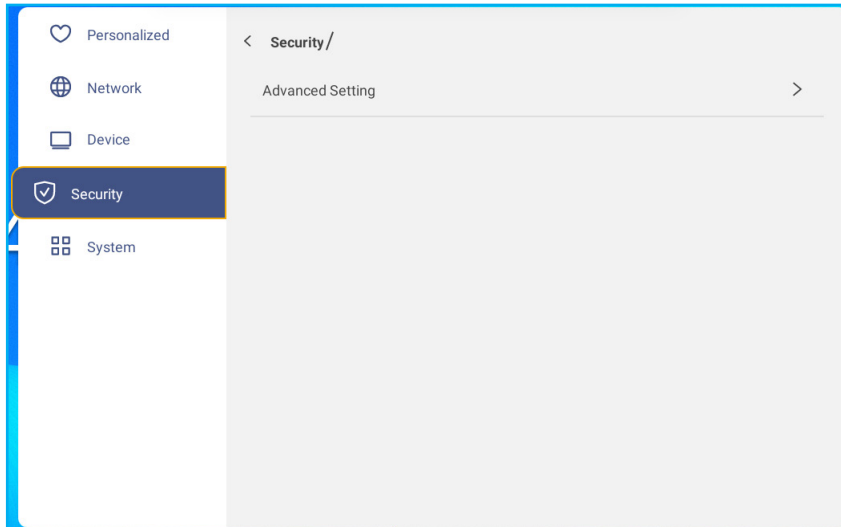 Personalized
Network
Device
Security
System
< Security/
Advanced Setting >